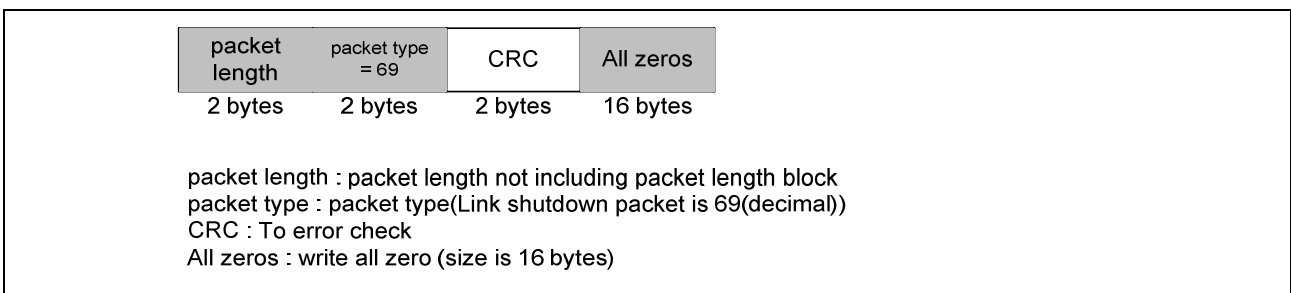 packet length
packet type = 69
CRC
All zeros
2 bytes
2 bytes
2 bytes
16 bytes
packet length : packet length not including packet length block
packet type : packet type(Link shutdown packet is 69(decimal))
CRC : To error check
All zeros : write all zero (size is 16 bytes)